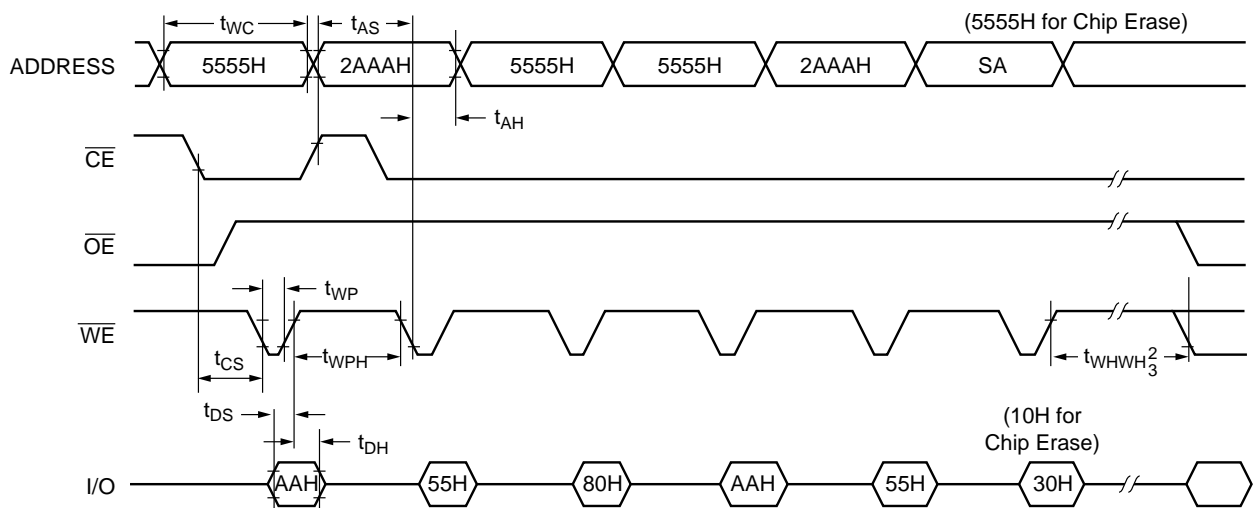 t_WC t_AS (5555H for Chip Erase)
ADDRESS 5555H 2AAAH 5555H 5555H 2AAAH SA
t_AH
CE
OE
t_WP
WE
t_CS t_WPH t_WHWH 2 3
t_DS
t_DH
(10H for
Chip Erase)
I/O AAH 55H 80H AAH 55H 30H